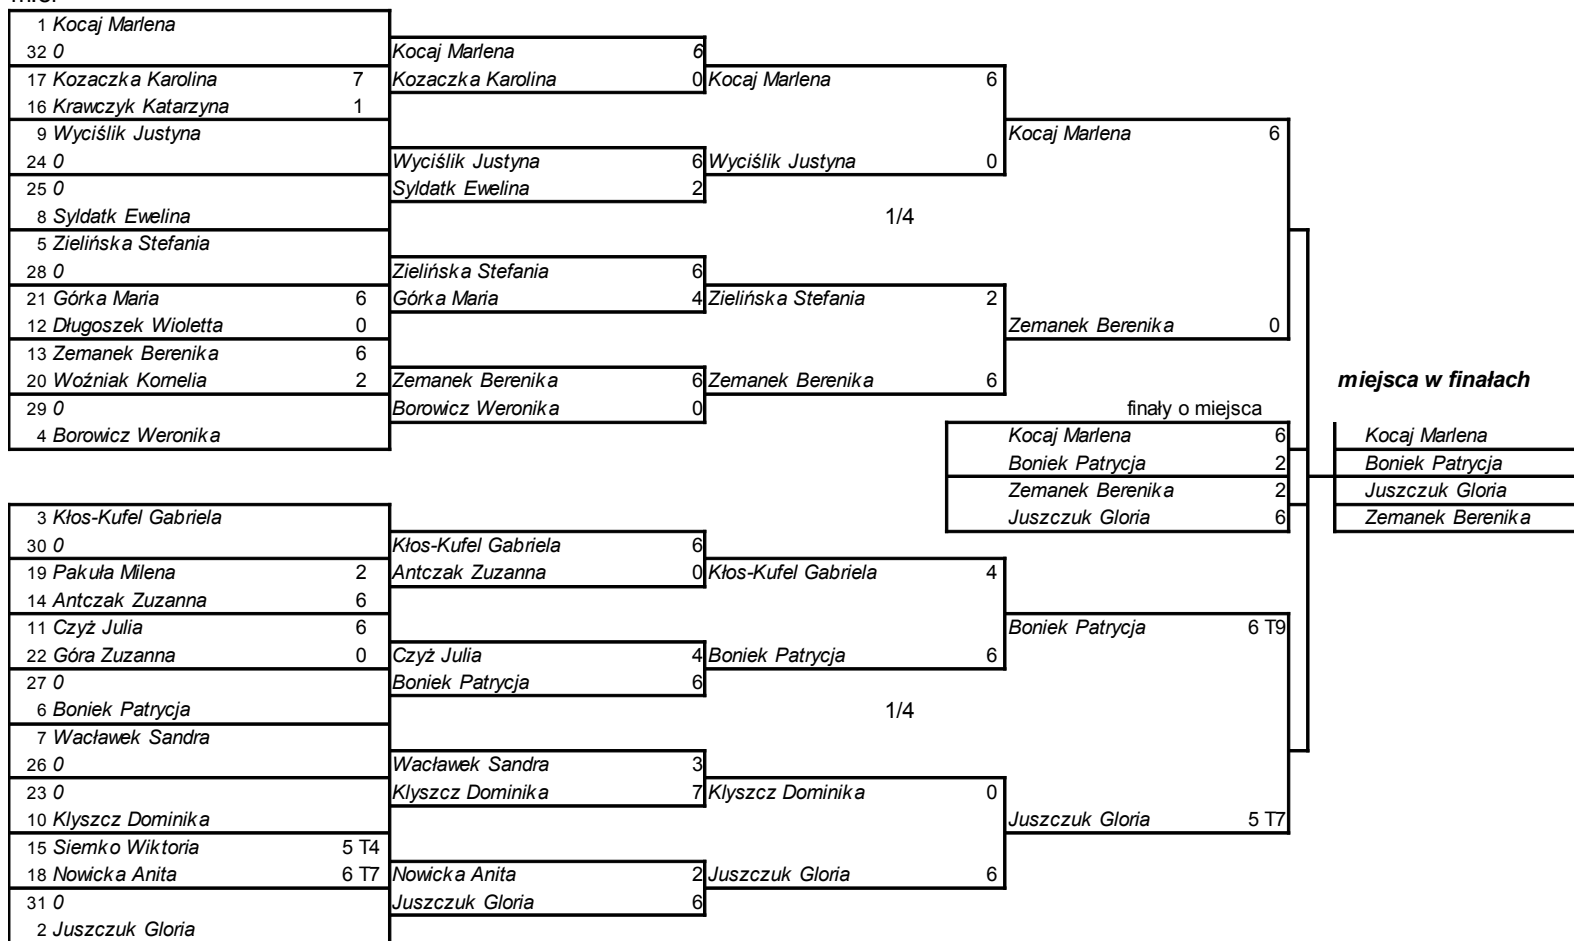 1 Kocaj Marlena
32 0 Kocaj Marlena 6
17 Kozaczka Karolina 7 Kozaczka Karolina 0 Kocaj Marlena 6
16 Krawczyk Katarzyna 1
9 Wyciślik Justyna Kocaj Marlena 6
24 0 Wyciślik Justyna 6 Wyciślik Justyna 0
25 0 Syldatk Ewelina 2
8 Syldatk Ewelina 1/4
5 Zielińska Stefania
28 0 Zielińska Stefania 6
21 Górka Maria 6 Górka Maria 4 Zielińska Stefania 2
12 Długoszek Wioletta 0 Zemanek Berenika 0
13 Zemanek Berenika 6
20 Woźniak Kornelia 2 Zemanek Berenika 6 Zemanek Berenika 6 miejsca w finałach
29 0 Borowicz Weronika 0 finały o miejsca
4 Borowicz Weronika Kocaj Marlena 6 Kocaj Marlena
Boniek Patrycja 2 Boniek Patrycja
Zemanek Berenika 2 Juszczuk Gloria
3 Kłos-Kufel Gabriela Juszczuk Gloria 6 Zemanek Berenika
30 0 Kłos-Kufel Gabriela 6
19 Pakuła Milena 2 Antczak Zuzanna 0 Kłos-Kufel Gabriela 4
14 Antczak Zuzanna 6
11 Czyż Julia 6 Boniek Patrycja 6 T9
22 Góra Zuzanna 0 Czyż Julia 4 Boniek Patrycja 6
27 0 Boniek Patrycja 6
6 Boniek Patrycja 1/4
7 Wacławek Sandra
26 0 Wacławek Sandra 3
23 0 Klyszcz Dominika 7 Klyszcz Dominika 0
10 Klyszcz Dominika Juszczuk Gloria 5 T7
15 Siemko Wiktoria 5 T4
18 Nowicka Anita 6 T7 Nowicka Anita 2 Juszczuk Gloria 6
31 0 Juszczuk Gloria 6
2 Juszczuk Gloria